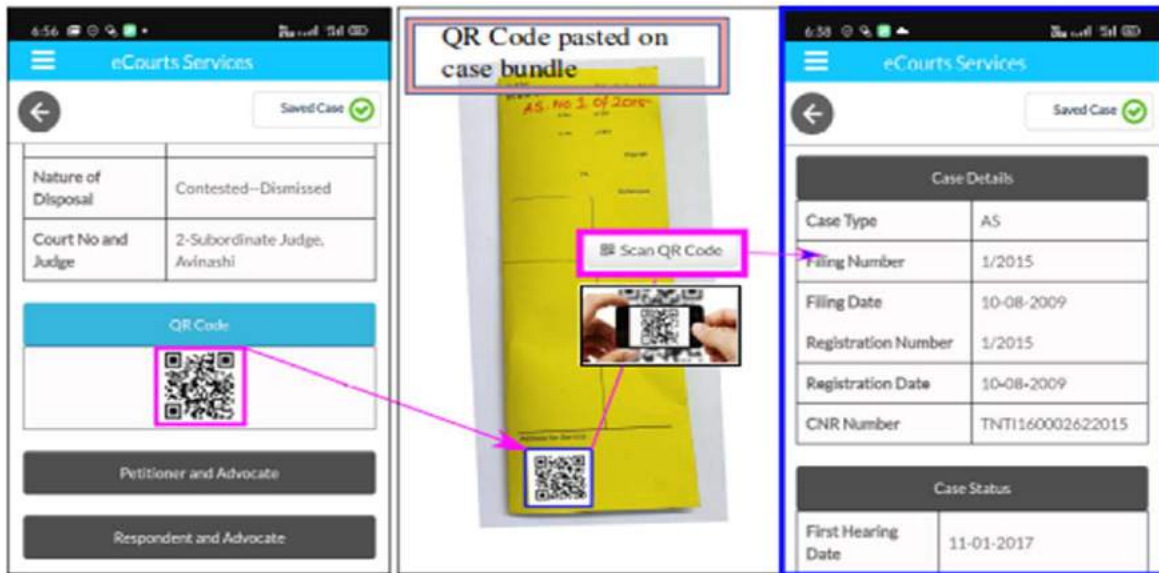 6:56
eCourts Services
Saved Case
Nature of Disposal
Contested--Dismissed
Court No and Judge
2-Subordinate Judge, Avinashi
QR Code
Petitioner and Advocate
Respondent and Advocate
QR Code pasted on
case bundle
AS. No 1 of 2015
Scan QR Code
Address for Service
6:38
eCourts Services
Saved Case
Case Details
Case Type
AS
Filing Number
1/2015
Filing Date
10-08-2009
Registration Number
1/2015
Registration Date
10-08-2009
CNR Number
TNTI160002622015
Case Status
First Hearing Date
11-01-2017